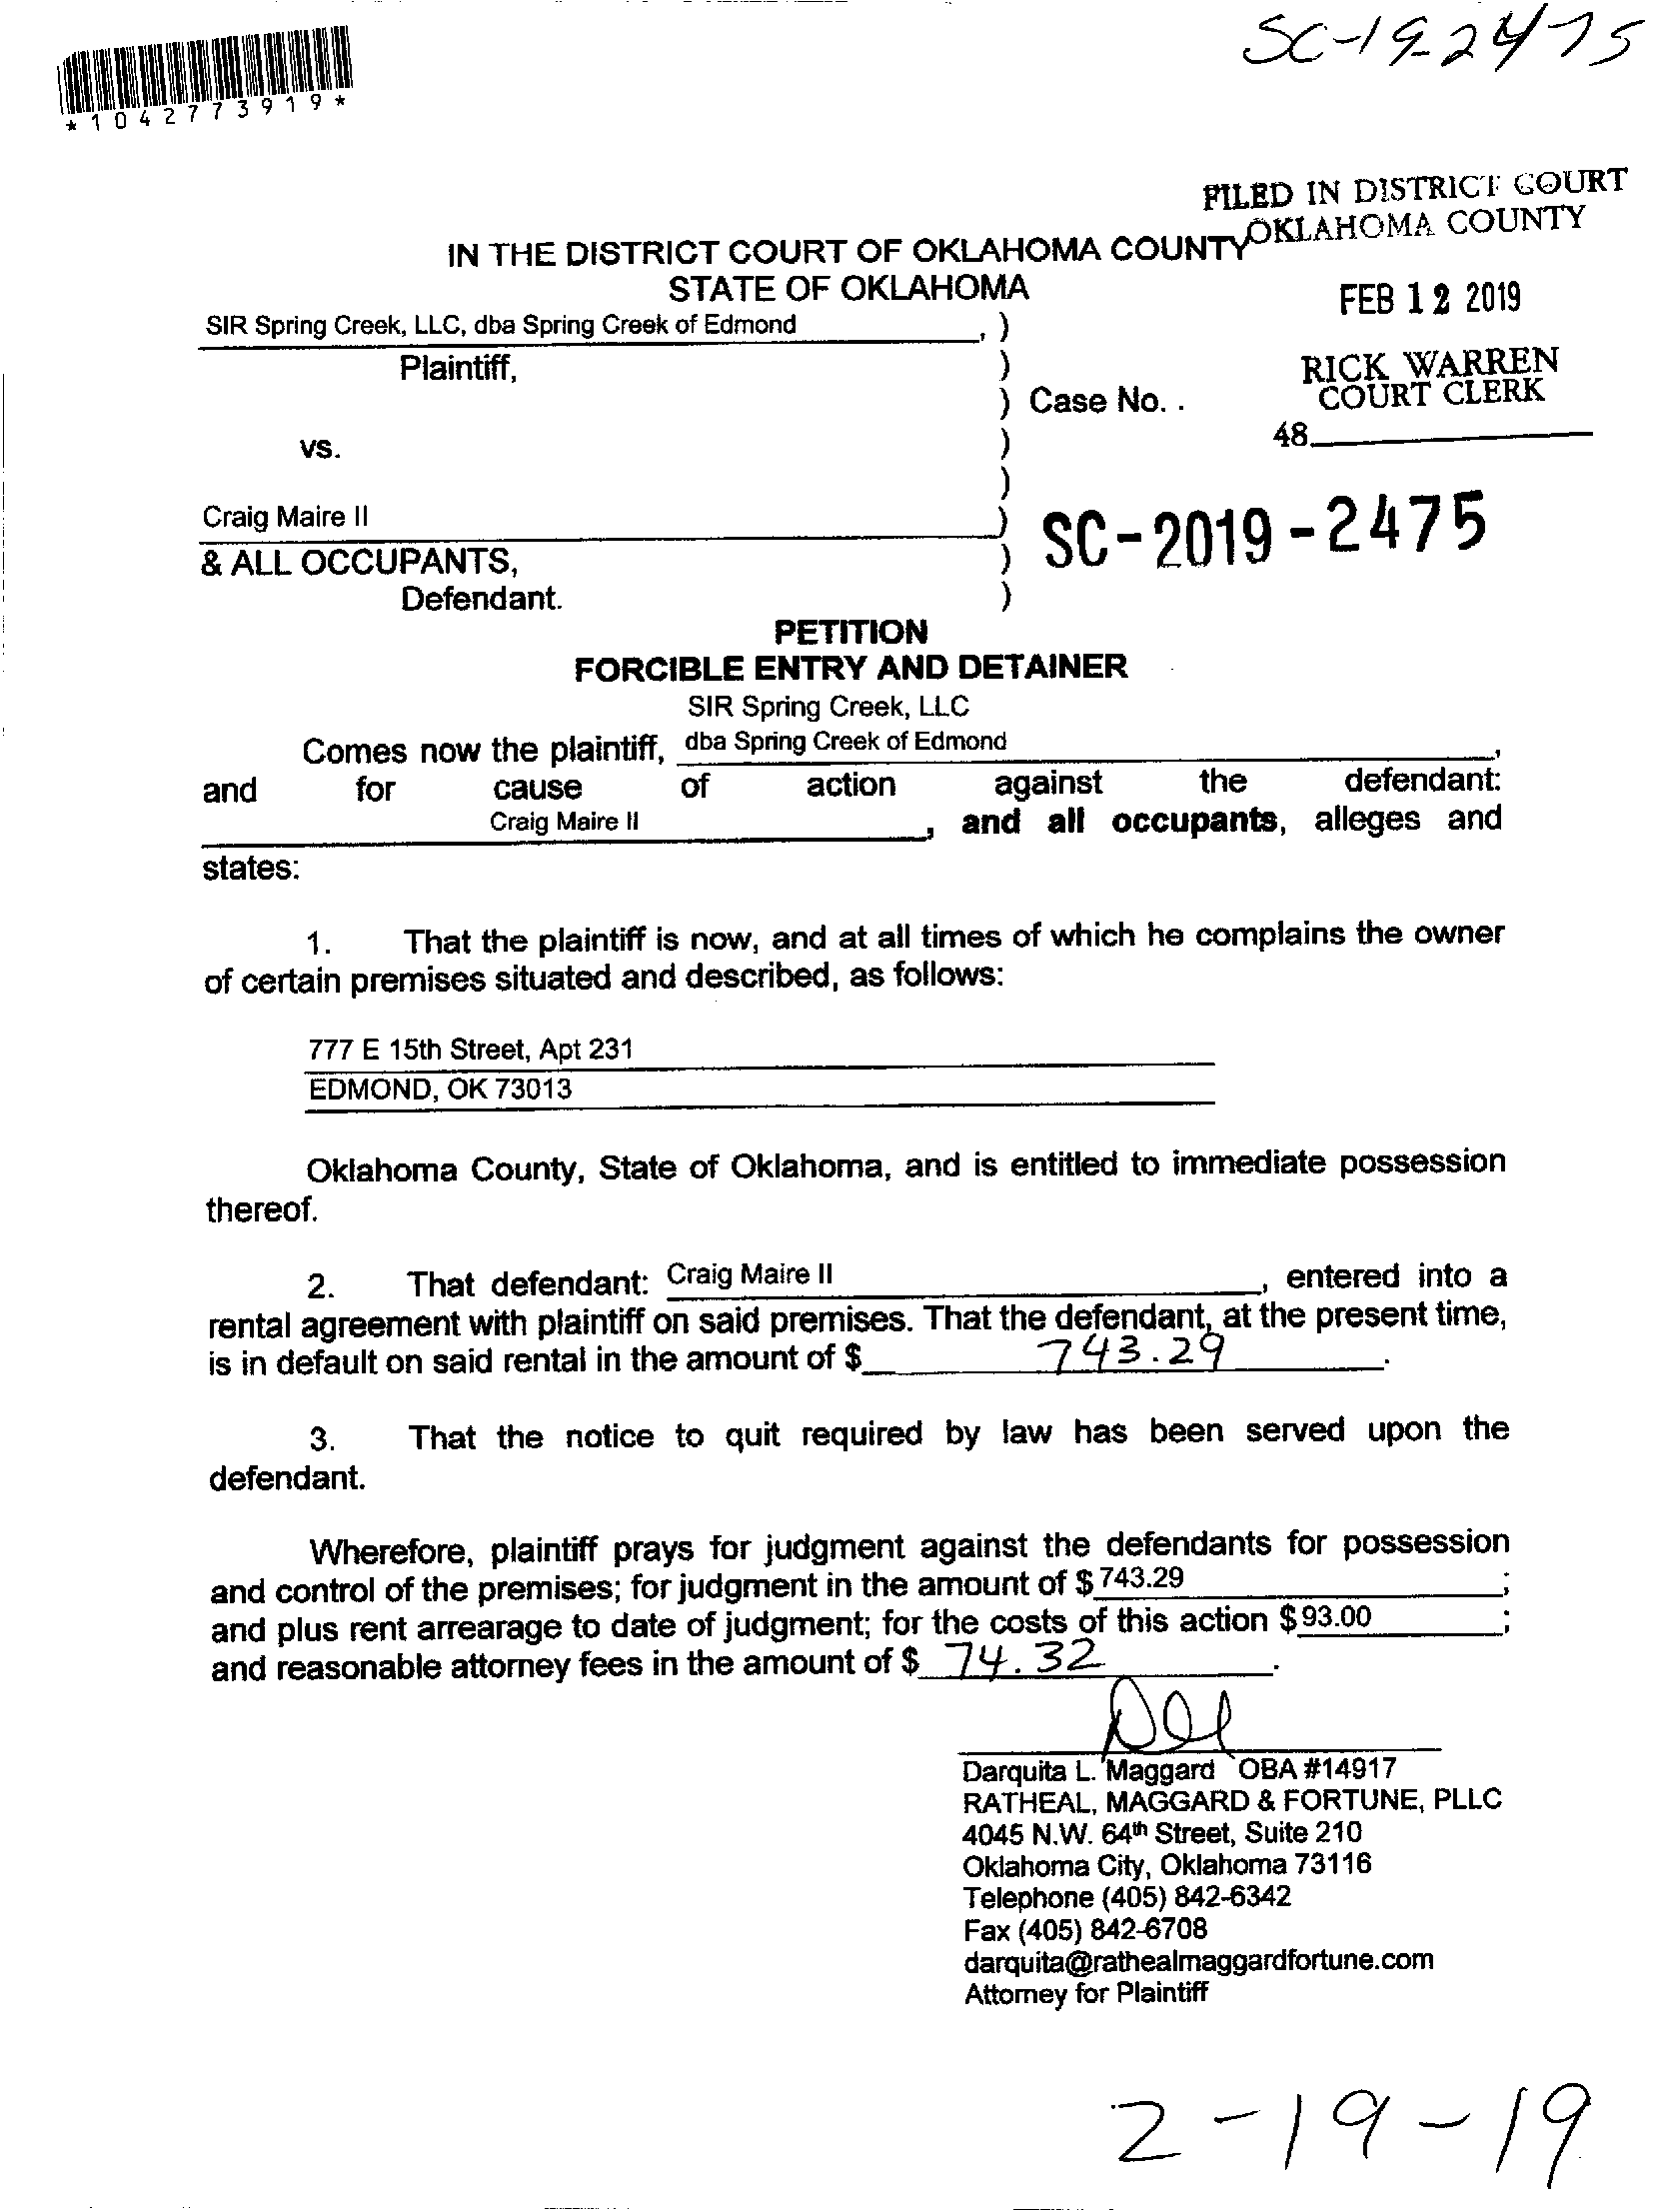 SC-19-2475
*1042773919*
FILED IN DISTRICT COURT
OKLAHOMA COUNTY
IN THE DISTRICT COURT OF OKLAHOMA COUNTY
STATE OF OKLAHOMA
FEB 12 2019
SIR Spring Creek, LLC, dba Spring Creek of Edmond , )
Plaintiff, )
RICK WARREN
COURT CLERK
) Case No. .
48
vs. )
)
Craig Maire II )
SC-2019-2475
& ALL OCCUPANTS, )
Defendant. )
PETITION
FORCIBLE ENTRY AND DETAINER
SIR Spring Creek, LLC
Comes now the plaintiff, dba Spring Creek of Edmond ,
and for cause of action against the defendant:
Craig Maire II , and all occupants, alleges and
states:
1. That the plaintiff is now, and at all times of which he complains the owner
of certain premises situated and described, as follows:
777 E 15th Street, Apt 231
EDMOND, OK 73013
Oklahoma County, State of Oklahoma, and is entitled to immediate possession
thereof.
2. That defendant: Craig Maire II , entered into a
rental agreement with plaintiff on said premises. That the defendant, at the present time,
is in default on said rental in the amount of $ 743.29 .
3. That the notice to quit required by law has been served upon the
defendant.
Wherefore, plaintiff prays for judgment against the defendants for possession
and control of the premises; for judgment in the amount of $ 743.29 ;
and plus rent arrearage to date of judgment; for the costs of this action $ 93.00 ;
and reasonable attorney fees in the amount of $ 74.32 .
Darquita L. Maggard OBA #14917
RATHEAL, MAGGARD & FORTUNE, PLLC
4045 N.W. 64th Street, Suite 210
Oklahoma City, Oklahoma 73116
Telephone (405) 842-6342
Fax (405) 842-6708
darquita@rathealmaggardfortune.com
Attorney for Plaintiff
2-19-19